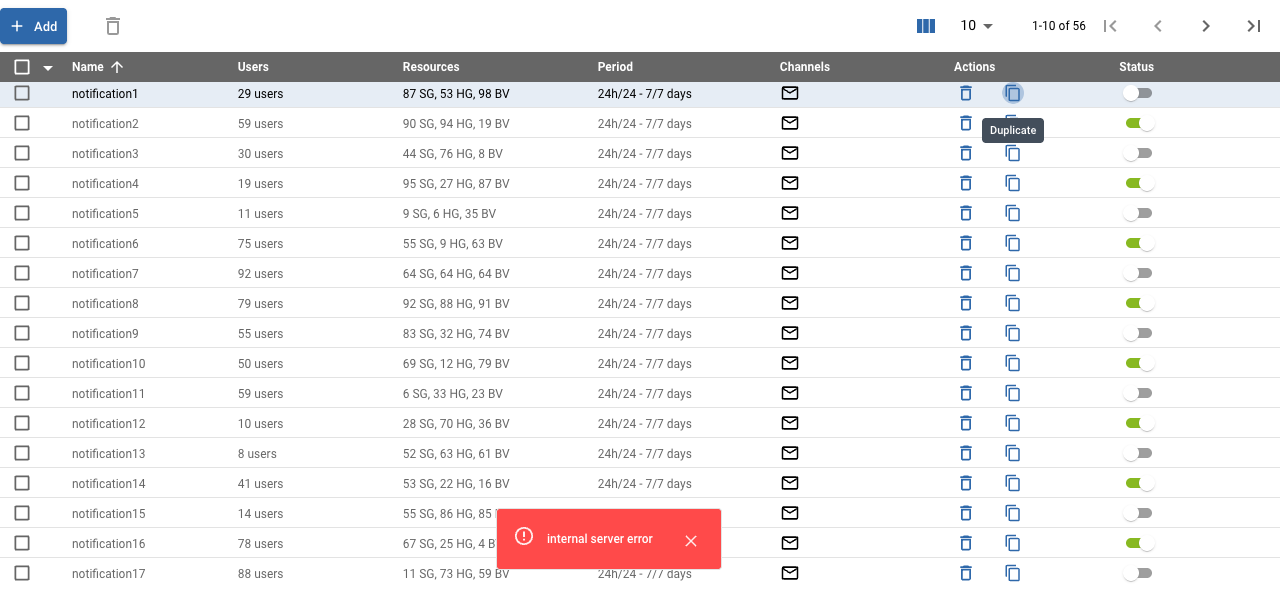 Add 10 1-10 of 56
Name Users Resources Period Channels Actions Status
notification1 29 users 87 SG, 53 HG, 98 BV 24h/24 - 7/7 days
notification2 59 users 90 SG, 94 HG, 19 BV 24h/24 - 7/7 days
Duplicate
notification3 30 users 44 SG, 76 HG, 8 BV 24h/24 - 7/7 days
notification4 19 users 95 SG, 27 HG, 87 BV 24h/24 - 7/7 days
notification5 11 users 9 SG, 6 HG, 35 BV 24h/24 - 7/7 days
notification6 75 users 55 SG, 9 HG, 63 BV 24h/24 - 7/7 days
notification7 92 users 64 SG, 64 HG, 64 BV 24h/24 - 7/7 days
notification8 79 users 92 SG, 88 HG, 91 BV 24h/24 - 7/7 days
notification9 55 users 83 SG, 32 HG, 74 BV 24h/24 - 7/7 days
notification10 50 users 69 SG, 12 HG, 79 BV 24h/24 - 7/7 days
notification11 59 users 6 SG, 33 HG, 23 BV 24h/24 - 7/7 days
notification12 10 users 28 SG, 70 HG, 36 BV 24h/24 - 7/7 days
notification13 8 users 52 SG, 63 HG, 61 BV 24h/24 - 7/7 days
notification14 41 users 53 SG, 22 HG, 16 BV 24h/24 - 7/7 days
notification15 14 users 55 SG, 86 HG, 85
internal server error
notification16 78 users 67 SG, 25 HG, 4
notification17 88 users 11 SG, 73 HG, 59 BV 24h/24 - 7/7 days